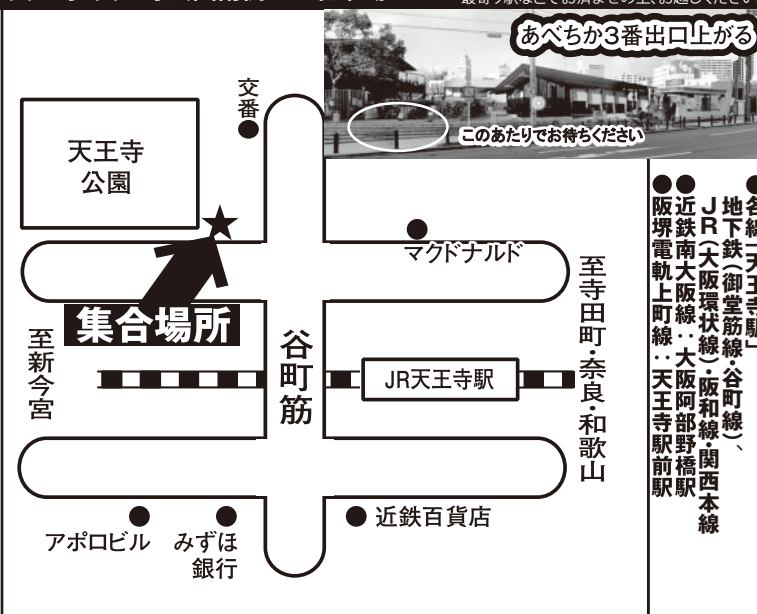 あべちか3番出口上がる
このあたりでお待ちください
交番
天王寺
公園
マクドナルド
集合場所
至新今宮
谷町筋
JR天王寺駅
至寺田町・奈良・和歌山
アポロビル
みずほ
銀行
近鉄百貨店
地下鉄(御堂筋線・谷町線)、
JR(大阪環状線)・阪和線・関西本線
●近鉄南大阪線:大阪阿部野橋駅
●阪堺電軌上町線:天王寺駅前駅